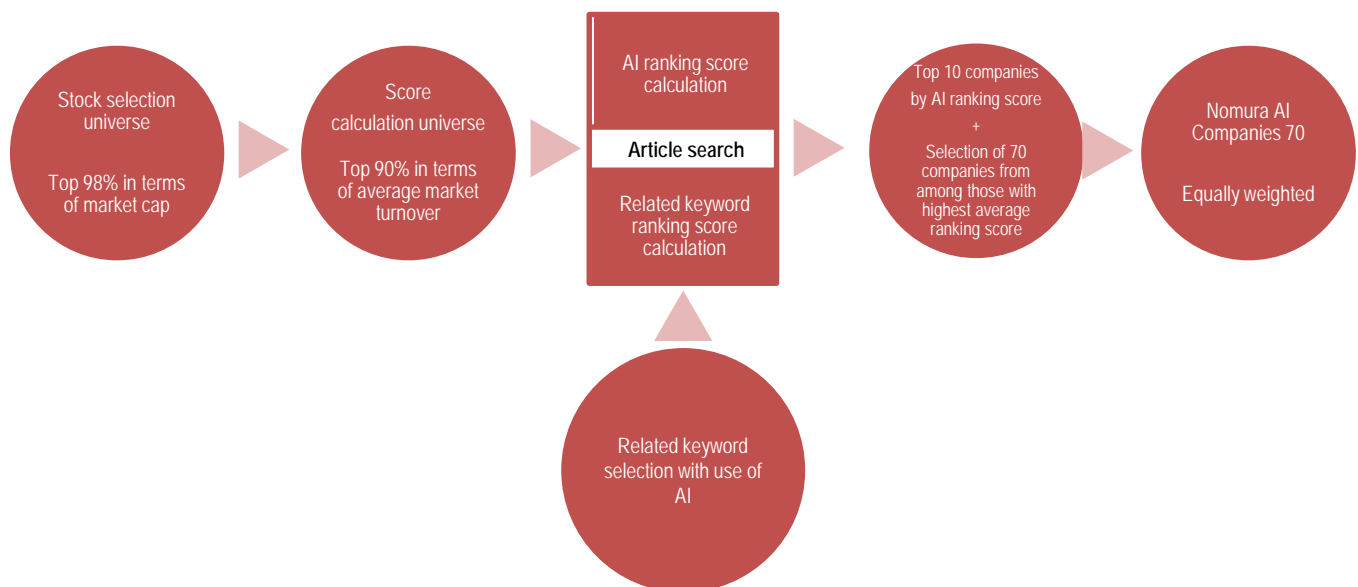 Stock selection
universe
Top 98% in terms
of market cap
Score
calculation universe
Top 90% in terms
of average market
turnover
AI ranking score
calculation
Article search
Related keyword
ranking score
calculation
Top 10 companies
by AI ranking score
+
Selection of 70
companies from
among those with
highest average
ranking score
Nomura AI
Companies 70
Equally weighted
Related keyword
selection with use of
AI